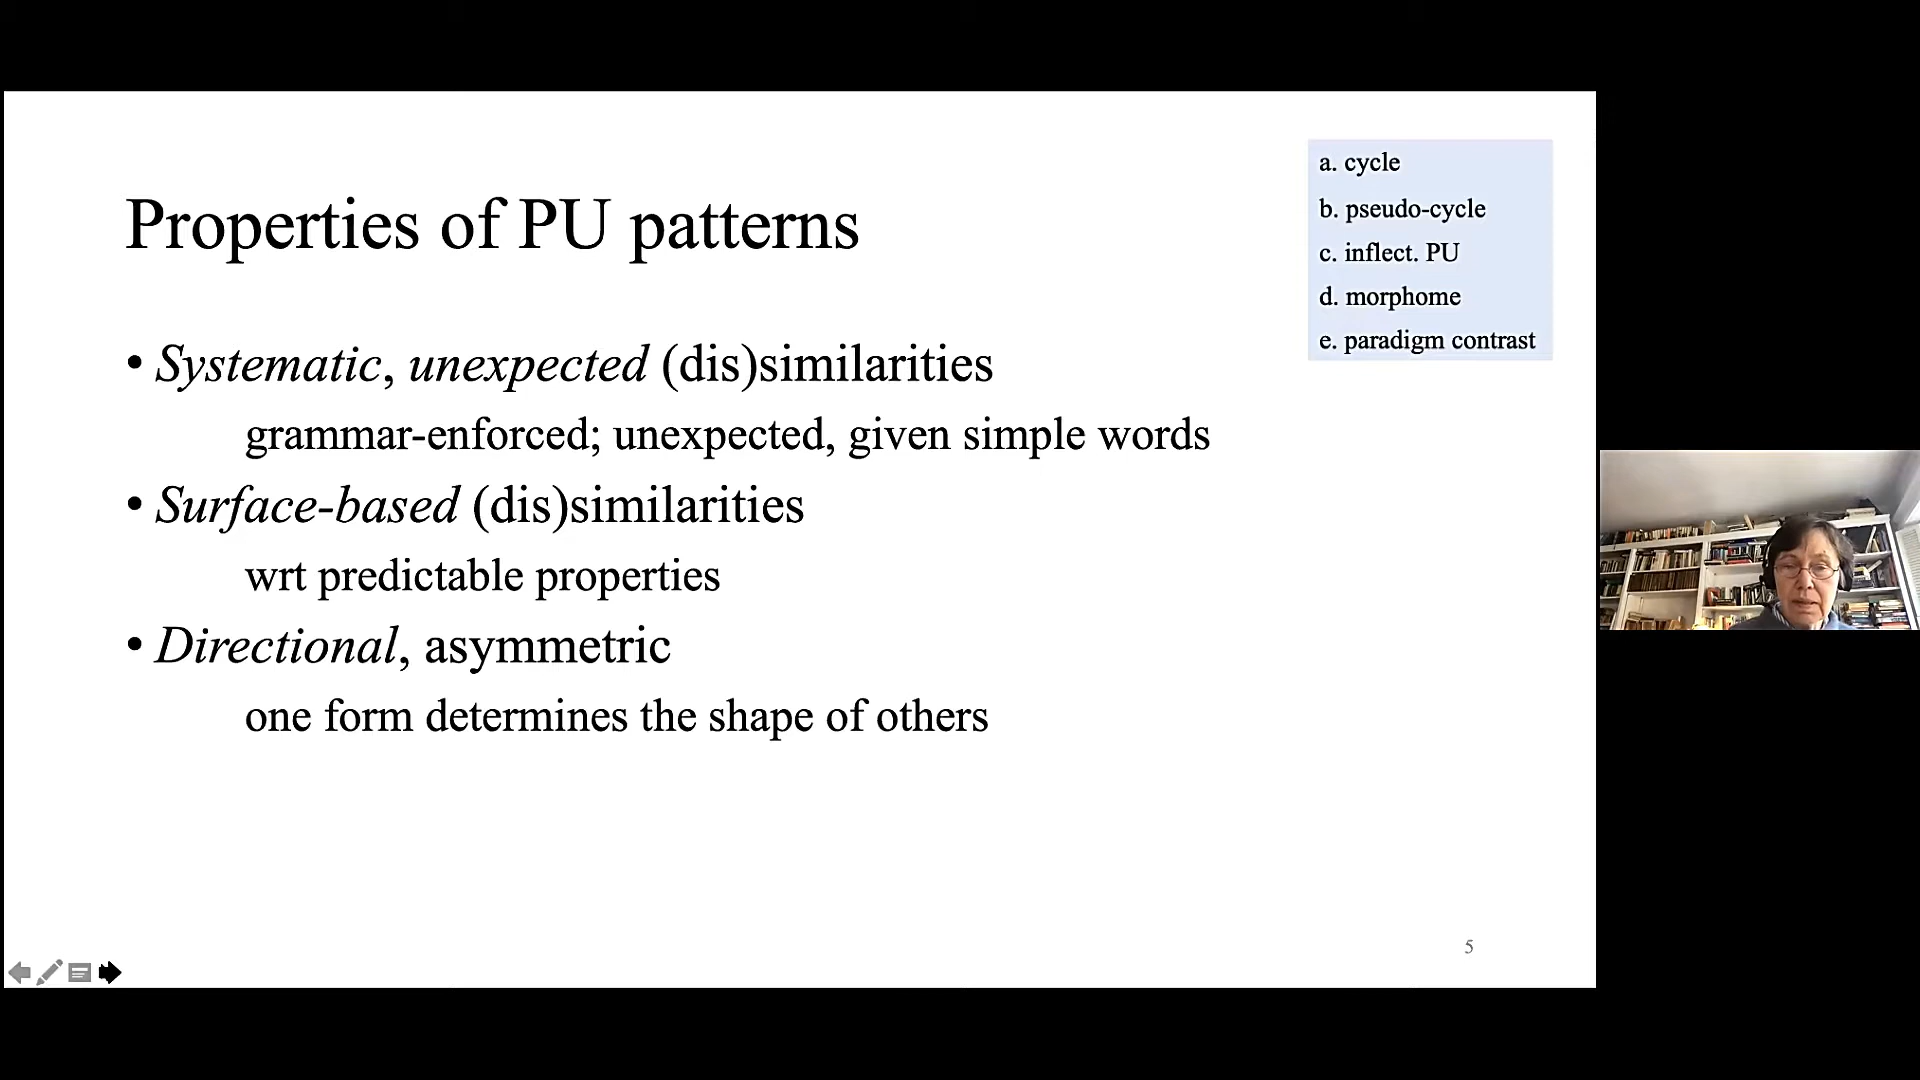 Properties of PU patterns
a. cycle
b. pseudo-cycle
c. inflect. PU
d. morphome
e. paradigm contrast
• Systematic, unexpected (dis)similarities
grammar-enforced; unexpected, given simple words
• Surface-based (dis)similarities
wrt predictable properties
• Directional, asymmetric
one form determines the shape of others
5